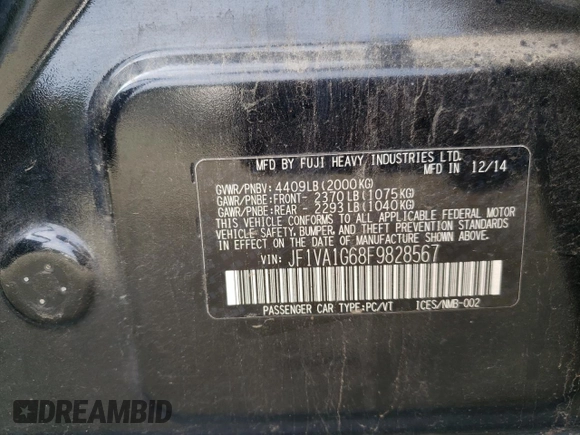 MFD BY FUJI HEAVY INDUSTRIES LTD.
MFD IN 12/14
GVWR/PNBV: 4409LB(2000KG)
GAWR/PNBE:FRONT- 2370LB(1075KG)
GAWR/PNBE:REAR - 2293LB(1040KG)
THIS VEHICLE CONFORMS TO ALL APPLICABLE FEDERAL MOTOR
VEHICLE SAFETY, BUMPER, AND THEFT PREVENTION STANDARDS
IN EFFECT ON THE DATE OF MANUFACTURE SHOWN ABOVE.
VIN: JF1VA1G68F9828567
PASSENGER CAR TYPE:PC/VT ICES/NMB-002
DREAMBID